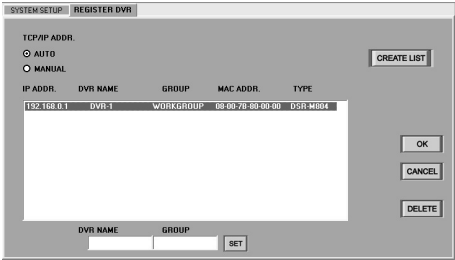 SYSTEM SETUP REGISTER DVR
TCP/IP ADDR.
AUTO
MANUAL
CREATE LIST
IP ADDR. DVR NAME GROUP MAC ADDR. TYPE
192.168.0.1 DVR-1 WORKGROUP 08-00-7B-80-00-00 DSR-M804
OK
CANCEL
DELETE
DVR NAME GROUP
SET